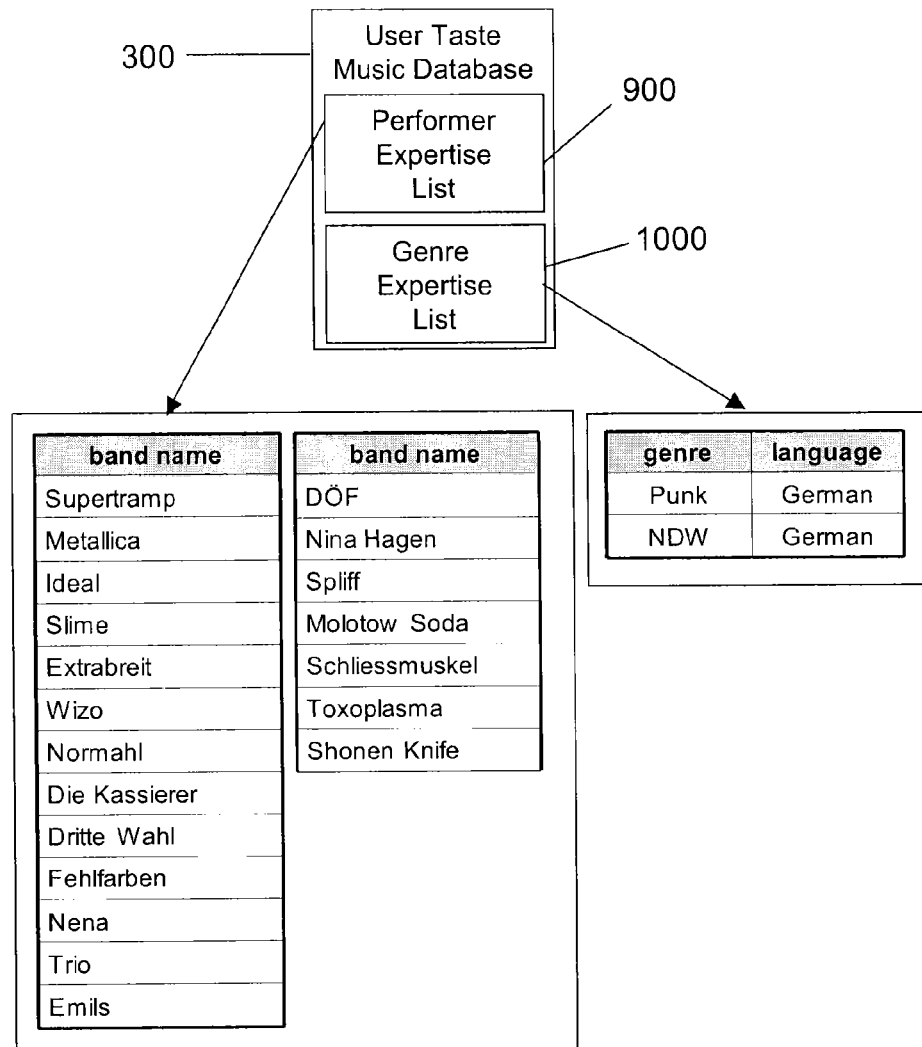 300
User Taste
Music Database
900
Performer
Expertise
List
1000
Genre
Expertise
List
band name
Supertramp
Metallica
Ideal
Slime
Extrabreit
Wizo
Normahl
Die Kassierer
Dritte Wahl
Fehlfarben
Nena
Trio
Emils
band name
DÖF
Nina Hagen
Spliff
Molotow Soda
Schliessmuskel
Toxoplasma
Shonen Knife
genre language
Punk German
NDW German